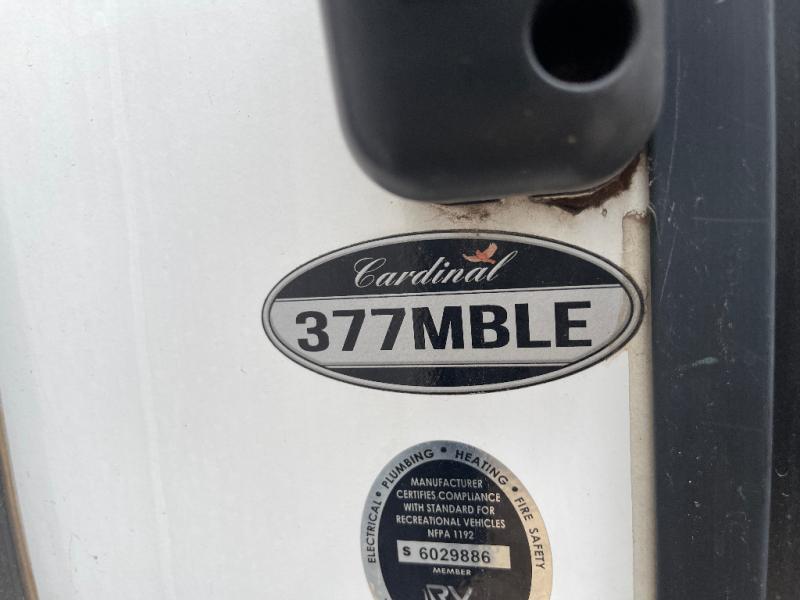 Cardinal
377MBLE
ELECTRICAL • PLUMBING • HEATING • FIRE SAFETY
MANUFACTURER
CERTIFIES COMPLIANCE
WITH STANDARD FOR
RECREATIONAL VEHICLES
NFPA 1192
S 6029886
MEMBER
RV